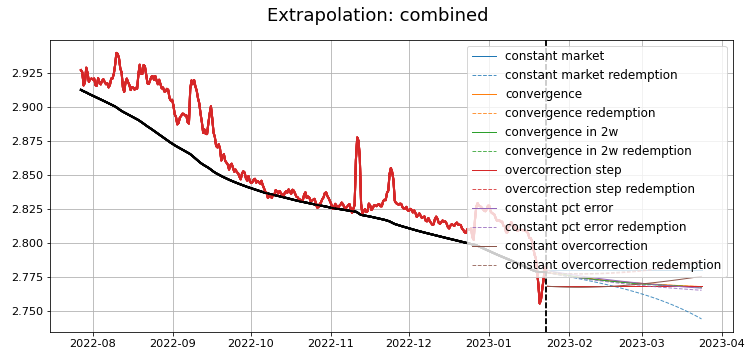 Extrapolation: combined
constant market
constant market redemption
convergence
convergence redemption
convergence in 2w
convergence in 2w redemption
overcorrection step
overcorrection step redemption
constant pct error
constant pct error redemption
constant overcorrection
constant overcorrection redemption
2.925
2.900
2.875
2.850
2.825
2.800
2.775
2.750
2022-08 2022-09 2022-10 2022-11 2022-12 2023-01 2023-02 2023-03 2023-04